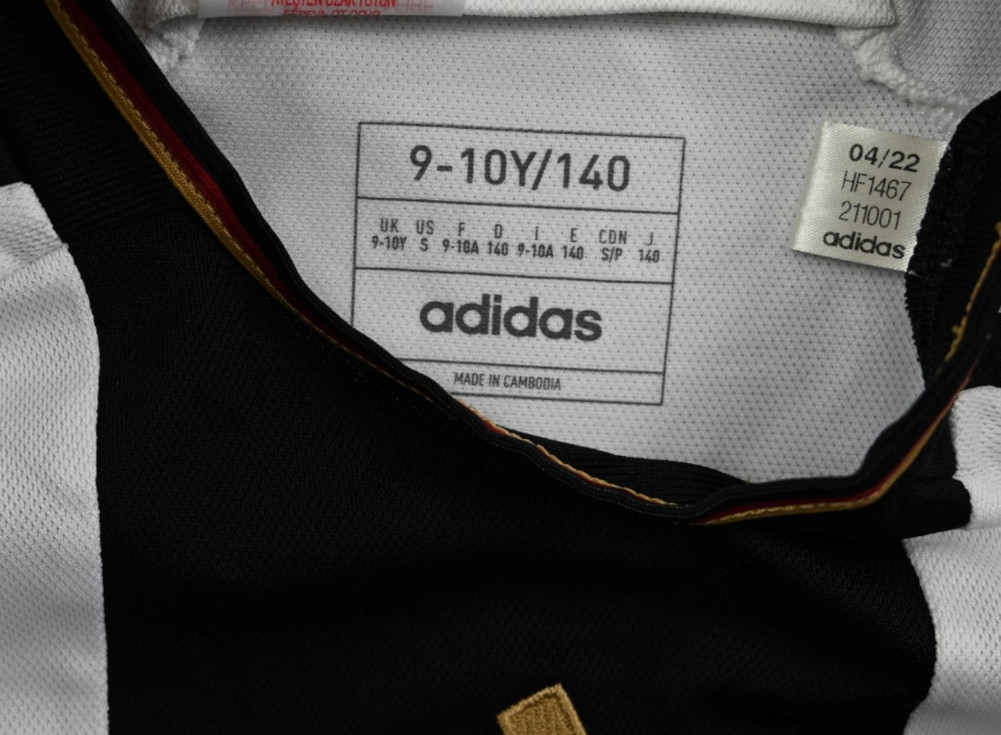 9-10Y/140
UK US F D I E CDN J
9-10Y S 9-10A 140 9-10A 140 S/P 140
adidas
MADE IN CAMBODIA
04/22
HF1467
211001
adidas